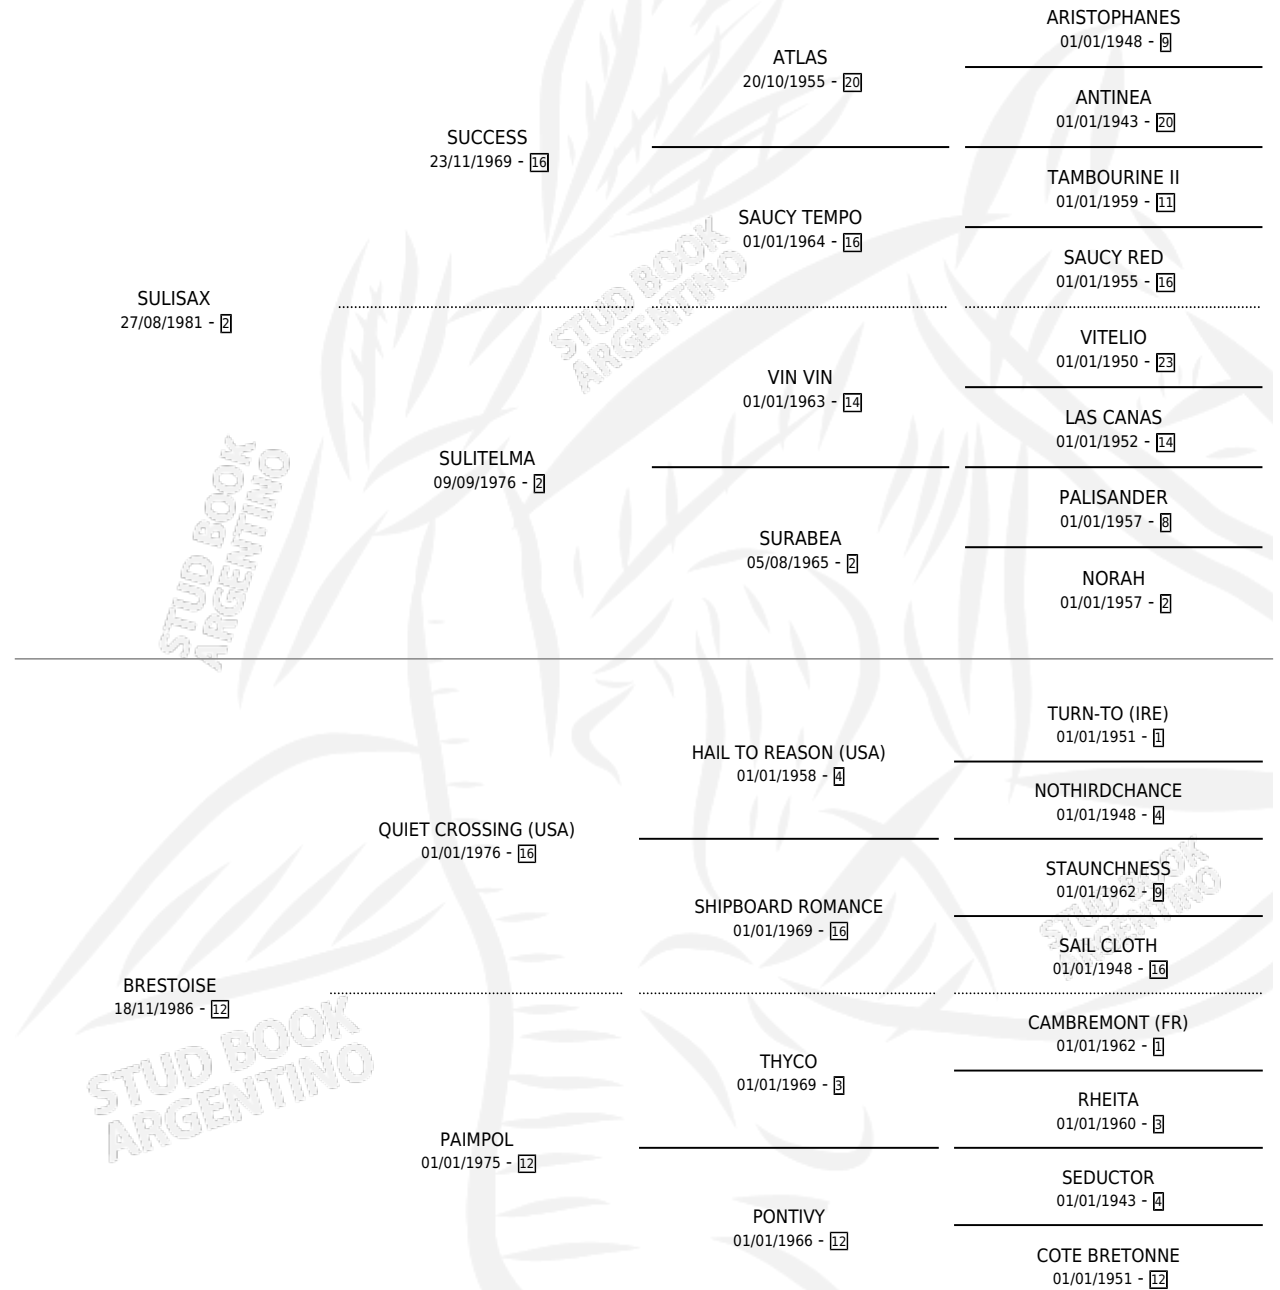 ARISTOPHANES
01/01/1948 - 9
ATLAS
20/10/1955 - 20
ANTINEA
01/01/1943 - 20
SUCCESS
23/11/1969 - 16
TAMBOURINE II
01/01/1959 - 11
SAUCY TEMPO
01/01/1964 - 16
SAUCY RED
01/01/1955 - 16
SULISAX
27/08/1981 - 2
VITELIO
01/01/1950 - 23
VIN VIN
01/01/1963 - 14
LAS CANAS
01/01/1952 - 14
SULITELMA
09/09/1976 - 2
PALISANDER
01/01/1957 - 8
SURABEA
05/08/1965 - 2
NORAH
01/01/1957 - 2
TURN-TO (IRE)
01/01/1951 - 1
HAIL TO REASON (USA)
01/01/1958 - 4
NOTHIRDCHANCE
01/01/1948 - 4
QUIET CROSSING (USA)
01/01/1976 - 16
STAUNCHNESS
01/01/1962 - 9
SHIPBOARD ROMANCE
01/01/1969 - 16
SAIL CLOTH
01/01/1948 - 16
BRESTOISE
18/11/1986 - 12
CAMBREMONT (FR)
01/01/1962 - 1
THYCO
01/01/1969 - 3
RHEITA
01/01/1960 - 3
PAIMPOL
01/01/1975 - 12
SEDUCTOR
01/01/1943 - 4
PONTIVY
01/01/1966 - 12
COTE BRETONNE
01/01/1951 - 12
STUD BOOK
ARGENTINO
STUD BOOK
ARGENTINO
STUD BOOK
ARGENTINO
STUD BOOK
ARGENTINO